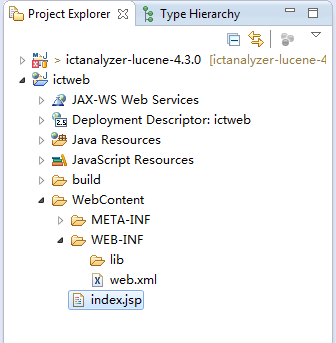 Project Explorer Type Hierarchy
> ictanalyzer-lucene-4.3.0 [ictanalyzer-lucene-4
ictweb
JAX-WS Web Services
Deployment Descriptor: ictweb
Java Resources
JavaScript Resources
build
WebContent
META-INF
WEB-INF
lib
web.xml
index.jsp